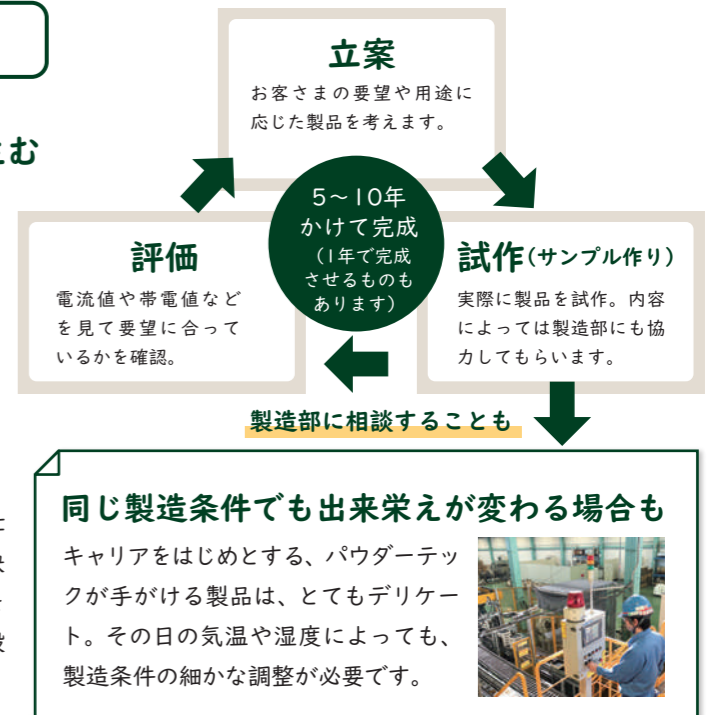 立案
お客さまの要望や用途に
応じた製品を考えます。
む
5〜10年
かけて完成
（1年で完成
させるものも
あります）
評価
電流値や帯電値など
を見て要望に合って
いるかを確認。
試作（サンプル作り）
実際に製品を試作。内容
によっては製造部にも協
力してもらいます。
製造部に相談することも
同じ製造条件でも出来栄えが変わる場合も
キャリアをはじめとする、パウダーテッ
クが手がける製品は、とてもデリケー
ト。その日の気温や湿度によっても、
製造条件の細かな調整が必要です。